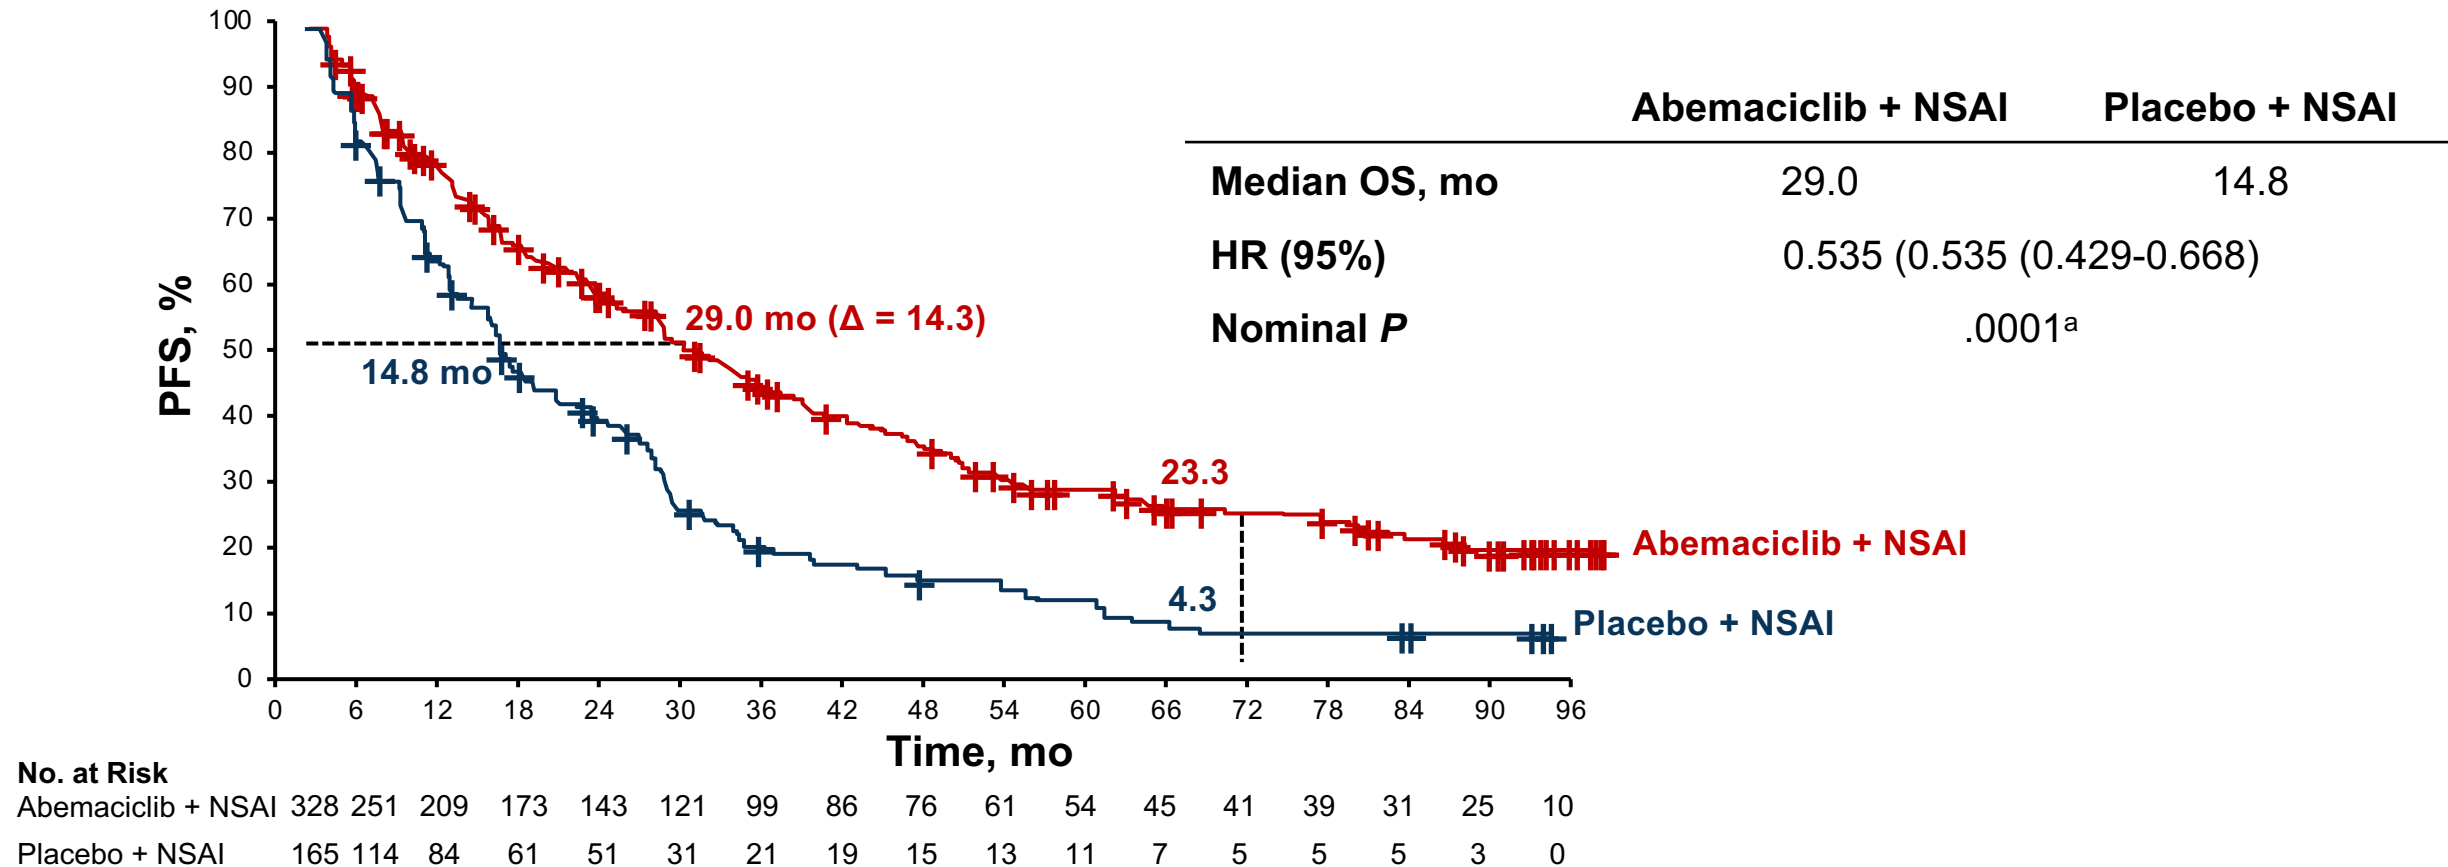 100
90
80
70
60
50
40
30
20
10
0
PFS, %
0 6 12 18 24 30 36 42 48 54 60 66 72 78 84 90 96
Time, mo
29.0 mo (Δ = 14.3)
14.8 mo
23.3
4.3
Abemaciclib + NSAI
Placebo + NSAI
Abemaciclib + NSAI Placebo + NSAI
Median OS, mo 29.0 14.8
HR (95%) 0.535 (0.535 (0.429-0.668)
Nominal P .0001ᵃ
No. at Risk
Abemaciclib + NSAI 328 251 209 173 143 121 99 86 76 61 54 45 41 39 31 25 10
Placebo + NSAI 165 114 84 61 51 31 21 19 15 13 11 7 5 5 5 3 0